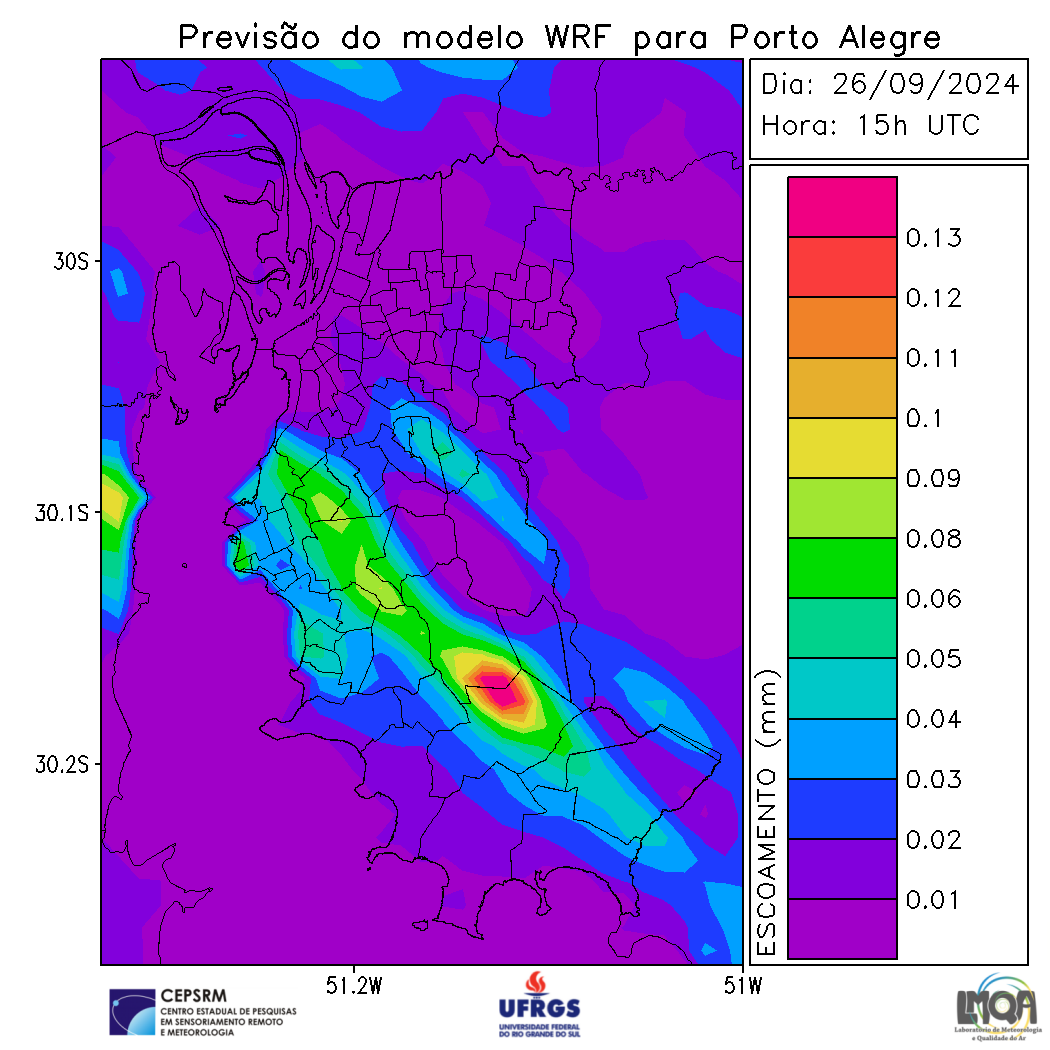 Previsão do modelo WRF para Porto Alegre
Dia: 26/09/2024
Hora: 15h UTC
0.13
0.12
0.11
0.1
0.09
0.08
0.06
0.05
0.04
0.03
0.02
0.01
ESCOAMENTO (mm)
30S
30.1S
30.2S
51.2W
51W
CEPSRM
CENTRO ESTADUAL DE PESQUISAS
EM SENSORIAMENTO REMOTO
E METEOROLOGIA
UFRGS
UNIVERSIDADE FEDERAL
DO RIO GRANDE DO SUL
LMQA
Laboratório de Meteorologia
e Qualidade do Ar